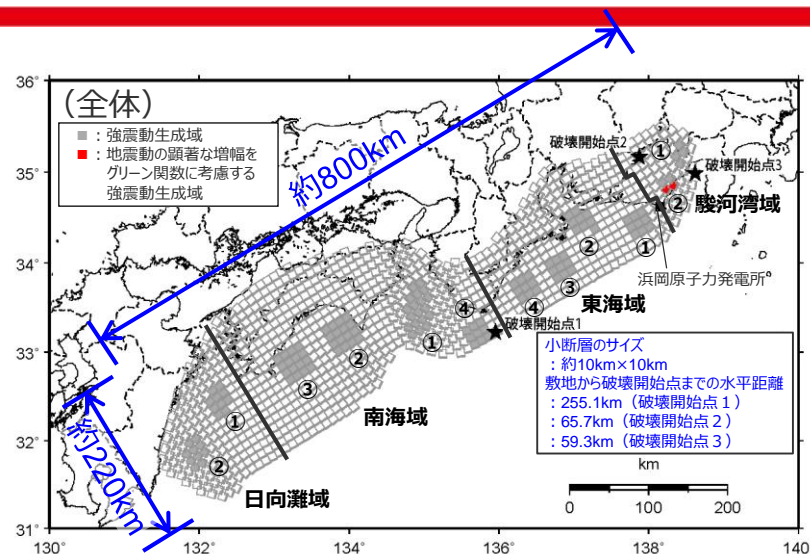 36°
35°
34°
33°
32°
31°
130
132
134
136
138
140
（全体）
■ ：強震動生成域
■ ：地震動の顕著な増幅を
グリーン関数に考慮する
強震動生成域
約800km
約220km
破壊開始点2
①
破壊開始点3
②
駿河湾域
浜岡原子力発電所
②
①
③
④
東海域
④
破壊開始点1
①
②
③
南海域
①
②
日向灘域
小断層のサイズ
：約10km×10km
敷地から破壊開始点までの水平距離
：255.1km（破壊開始点１）
：65.7km（破壊開始点２）
：59.3km（破壊開始点３）
km
0
100
200